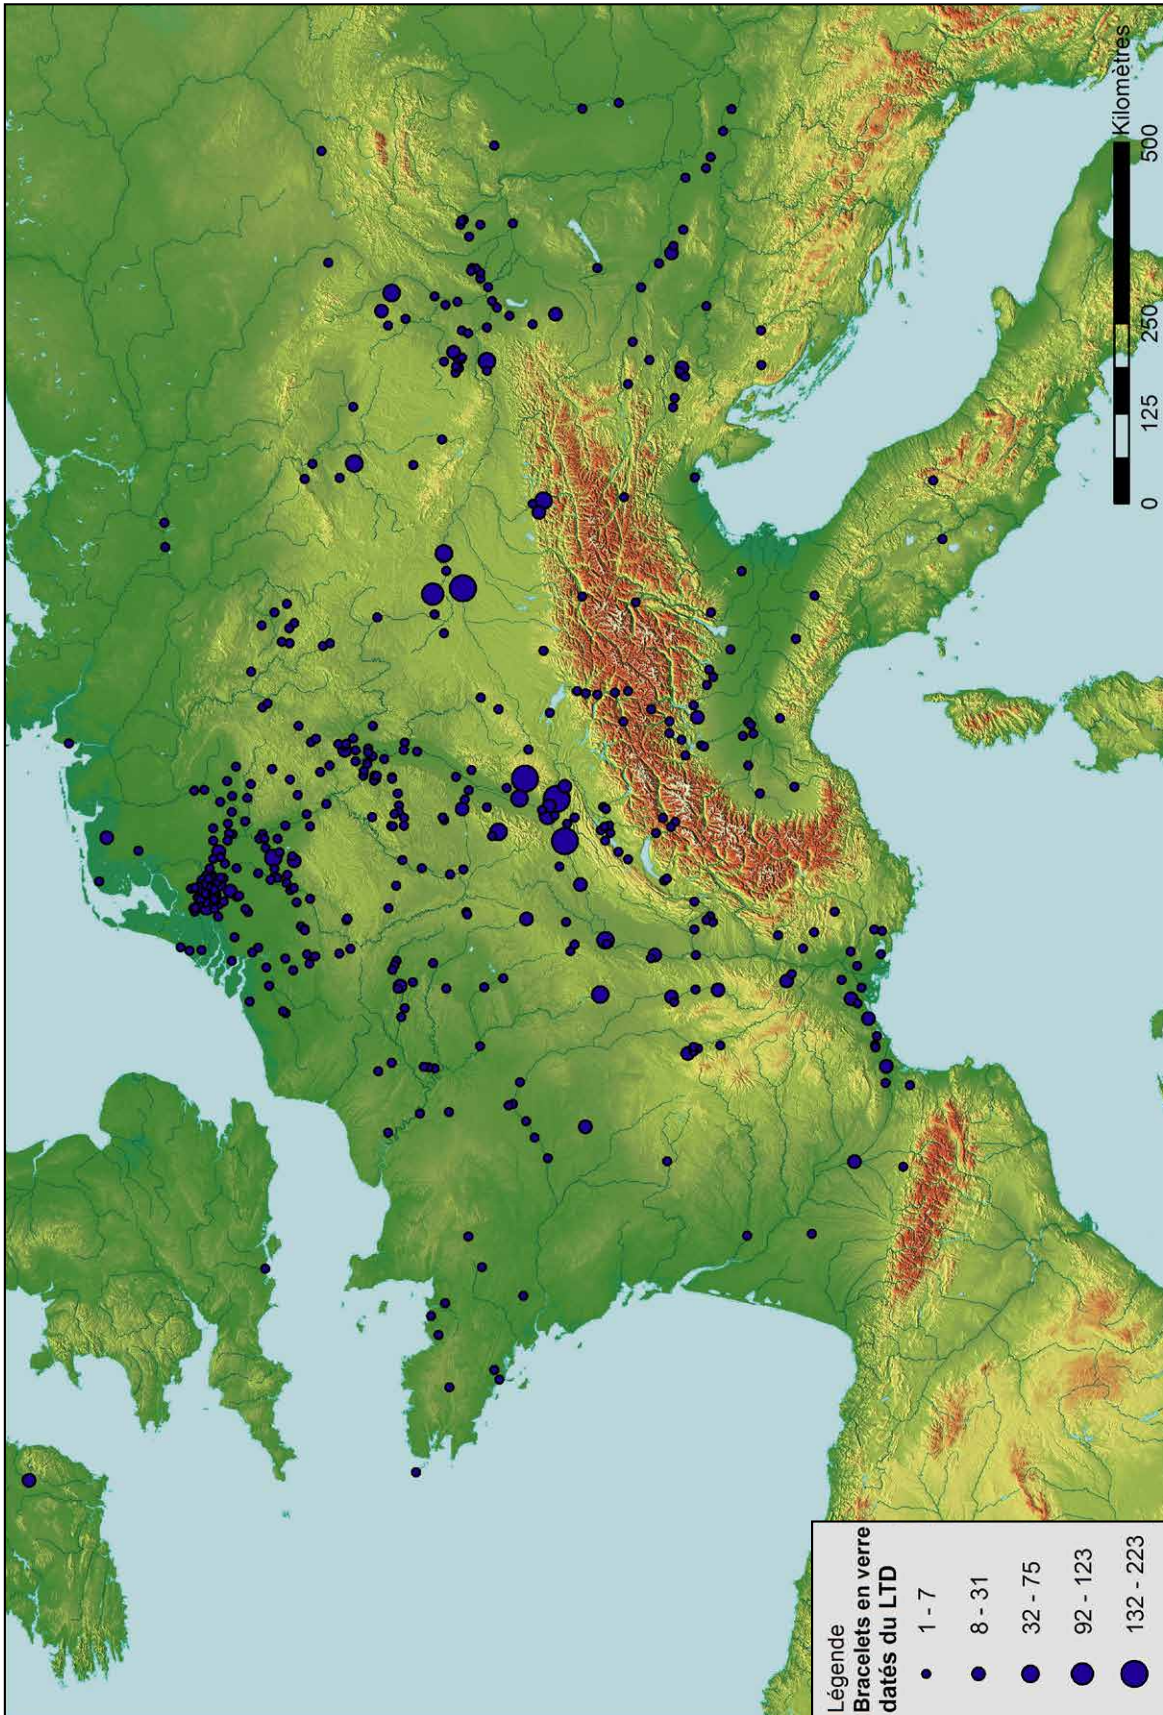 Légende
Bracelets en verre
datés du LTD
1 - 7
8 - 31
32 - 75
92 - 123
132 - 223
0 125 250 500
Kilomètres